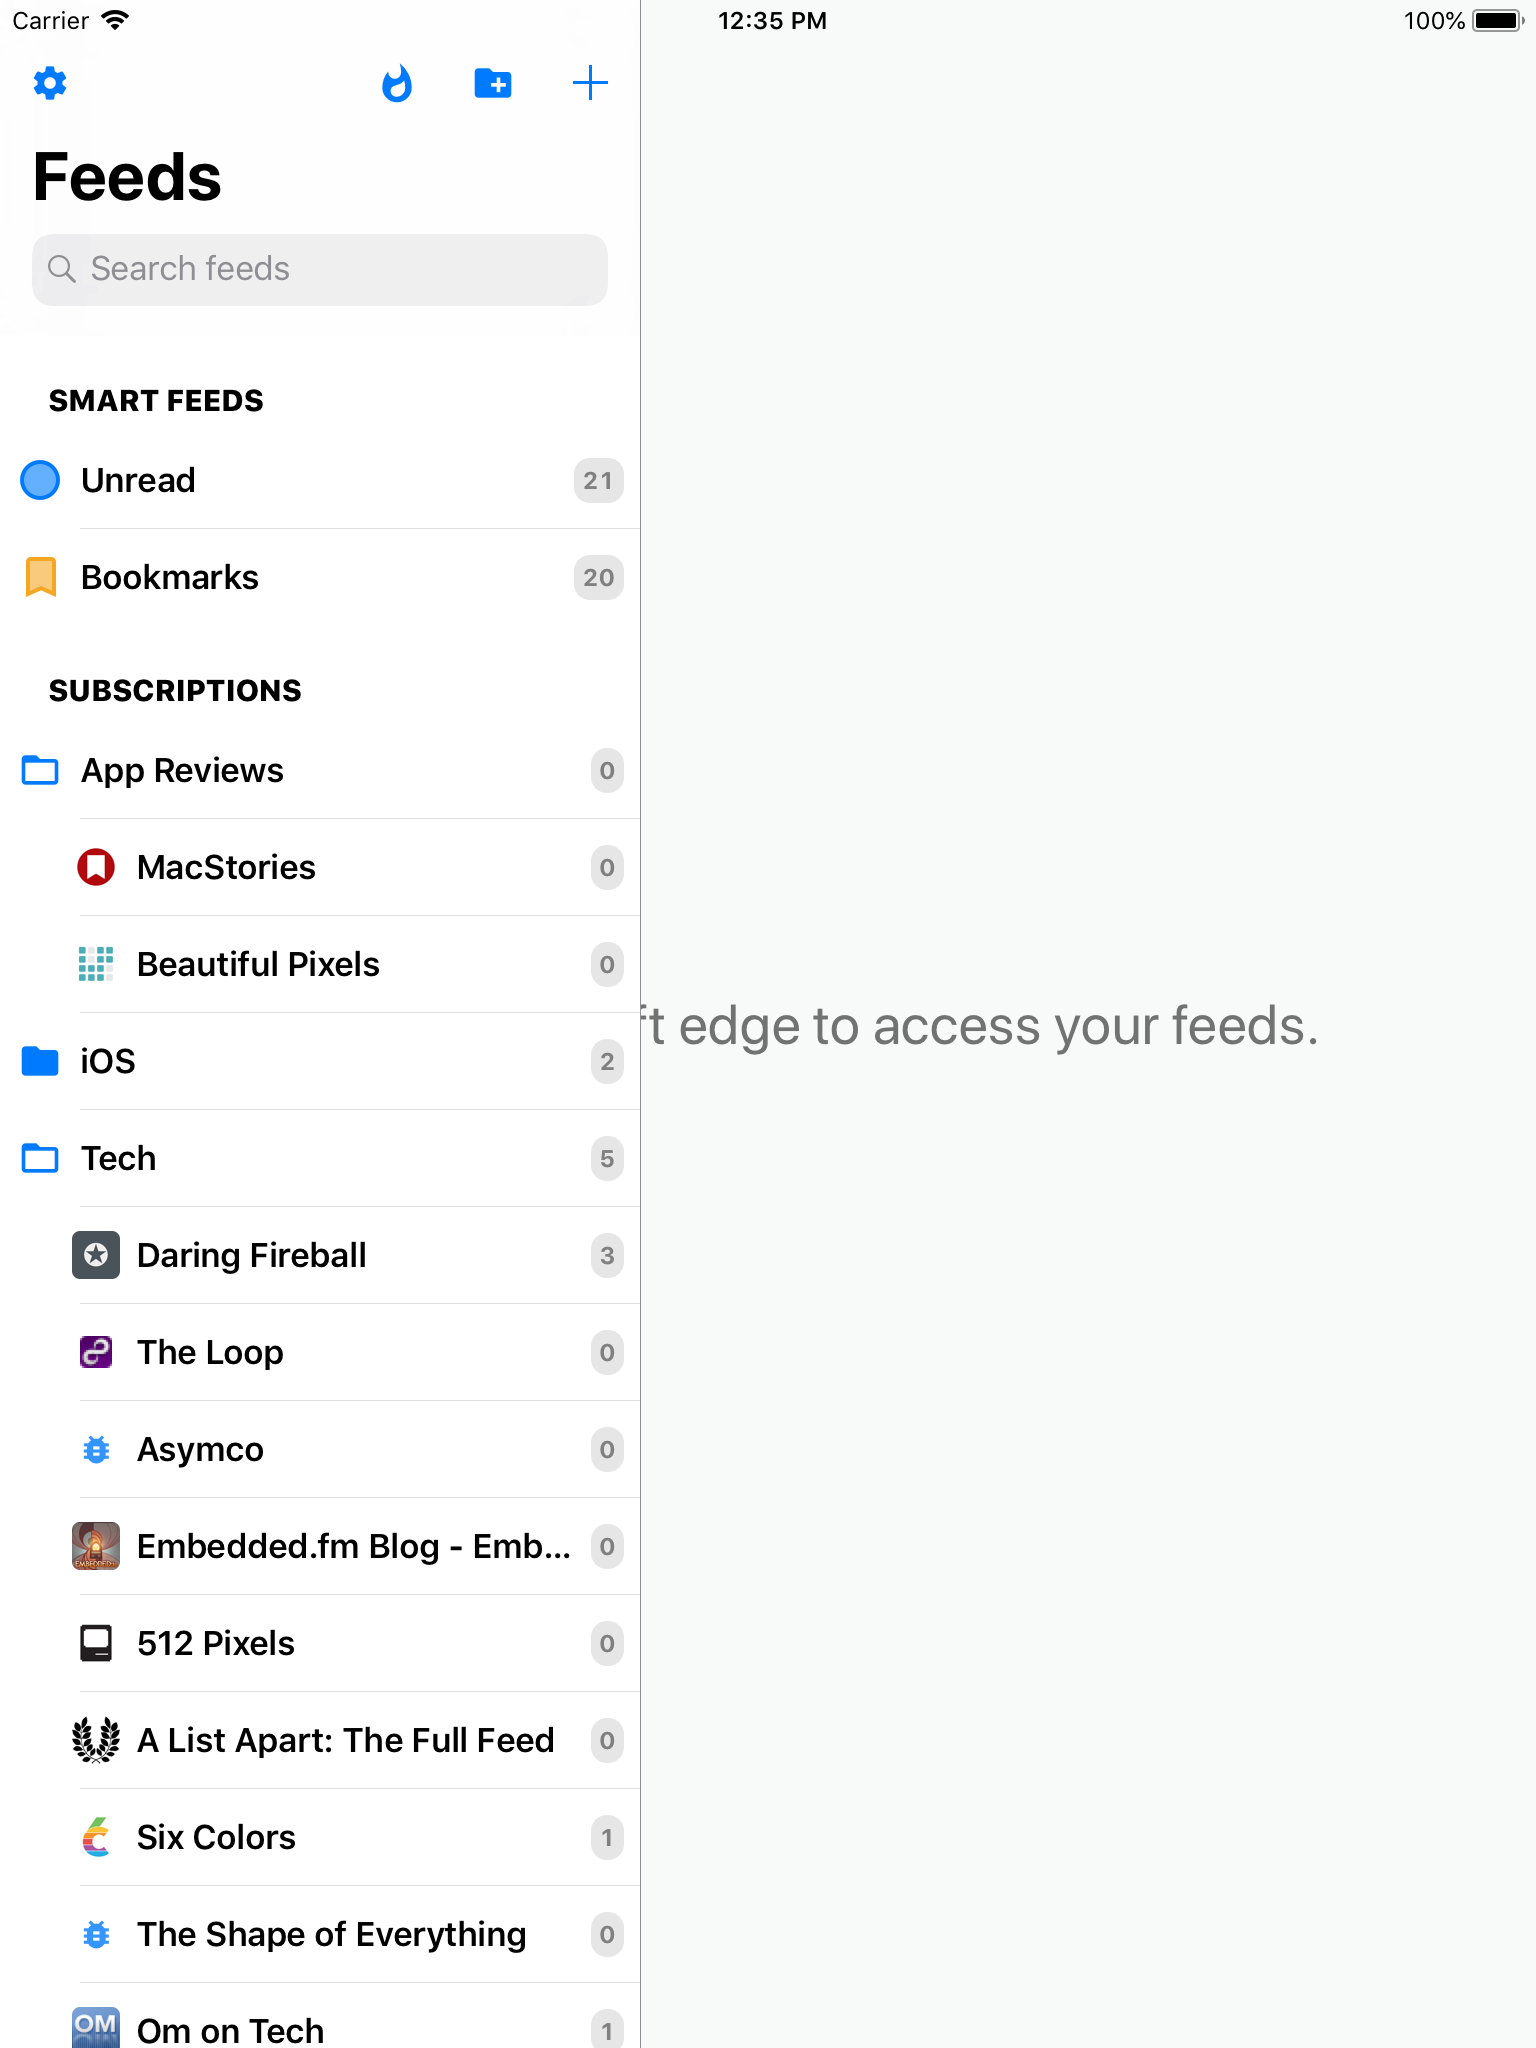 Carrier 12:35 PM 100%
Feeds
Search feeds
SMART FEEDS
Unread 21
Bookmarks 20
SUBSCRIPTIONS
App Reviews 0
MacStories 0
Beautiful Pixels 0
ft edge to access your feeds.
iOS 2
Tech 5
Daring Fireball 3
The Loop 0
Asymco 0
EMBEDDED
Embedded.fm Blog - Emb... 0
512 Pixels 0
A List Apart: The Full Feed 0
Six Colors 1
The Shape of Everything 0
OM
Om on Tech 1